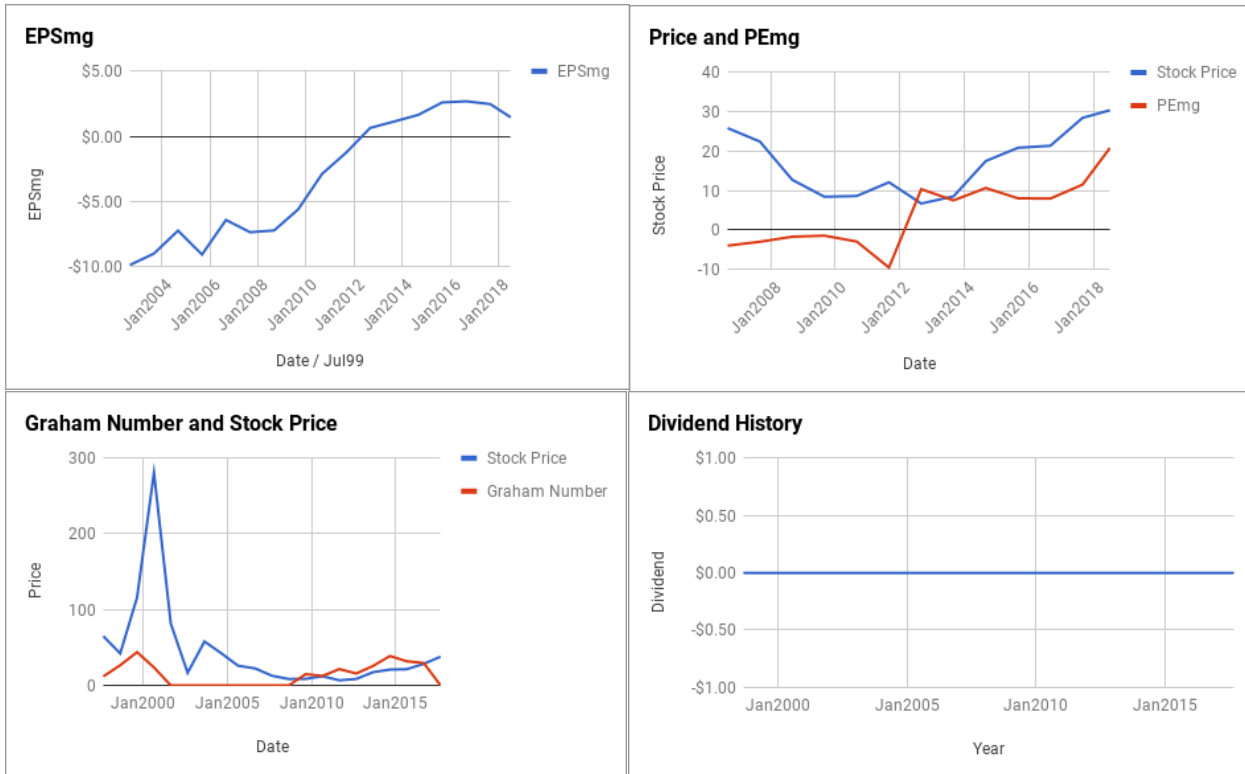 EPSmg
$5.00
$0.00
-$5.00
-$10.00
EPSmg
Jan2004
Jan2006
Jan2008
Jan2010
Jan2012
Jan2014
Jan2016
Jan2018
Date / Jul99
EPSmg
Price and PEmg
40
30
20
10
0
-10
Stock Price
Jan2008
Jan2010
Jan2012
Jan2014
Jan2016
Jan2018
Date
Stock Price
PEmg
Graham Number and Stock Price
300
200
100
0
Price
Jan2000
Jan2005
Jan2010
Jan2015
Date
Stock Price
Graham Number
Dividend History
$1.00
$0.50
$0.00
-$0.50
-$1.00
Dividend
Jan2000
Jan2005
Jan2010
Jan2015
Year